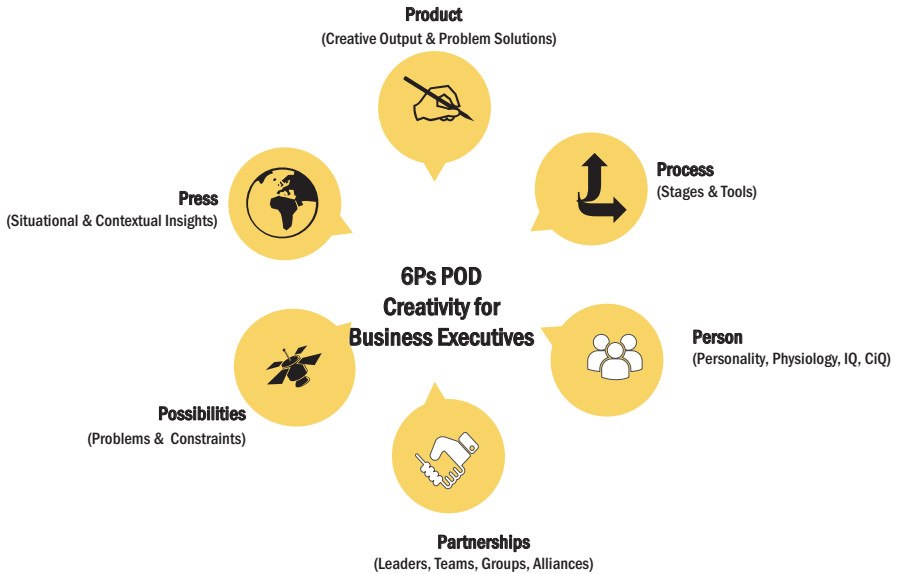 Product
(Creative Output & Problem Solutions)
Process
(Stages & Tools)
Press
(Situational & Contextual Insights)
6Ps POD
Creativity for
Business Executives
Person
(Personality, Physiology, IQ, CiQ)
Possibilities
(Problems & Constraints)
Partnerships
(Leaders, Teams, Groups, Alliances)